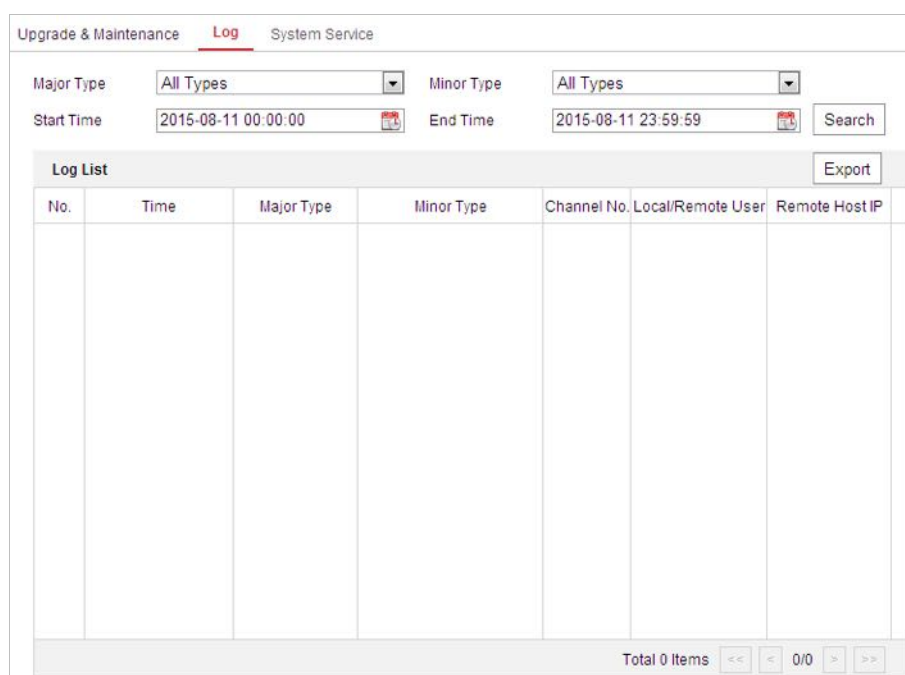 Upgrade & Maintenance Log System Service
Major Type All Types Minor Type All Types
Start Time 2015-08-11 00:00:00 End Time 2015-08-11 23:59:59 Search
Log List Export
No. Time Major Type Minor Type Channel No. Local/Remote User Remote Host IP
Total 0 Items << < 0/0 > >>